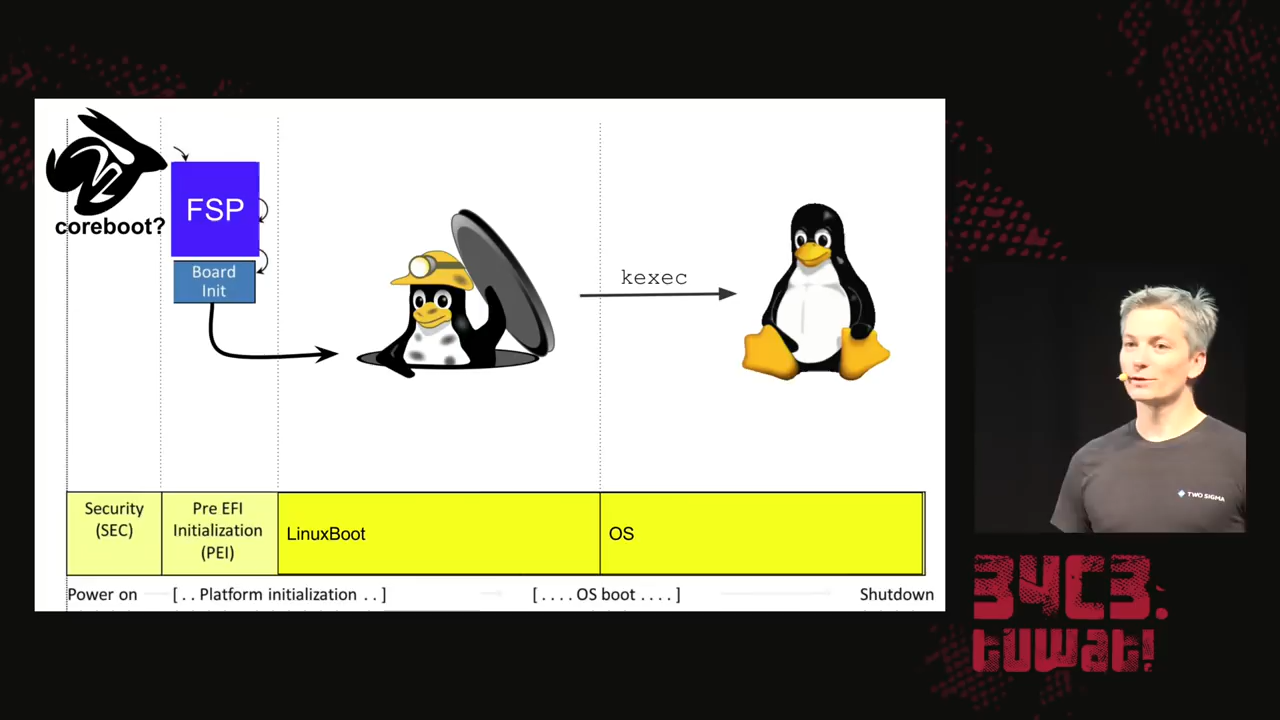 coreboot?
FSP
Board
Init
kexec
Security
(SEC)
Pre EFI
Initialization
(PEI)
LinuxBoot
OS
Power on
[ . . Platform initialization . . ]
[ . . . . OS boot . . . . ]
Shutdown
TWO SIGMA
34C3.
tuwat!